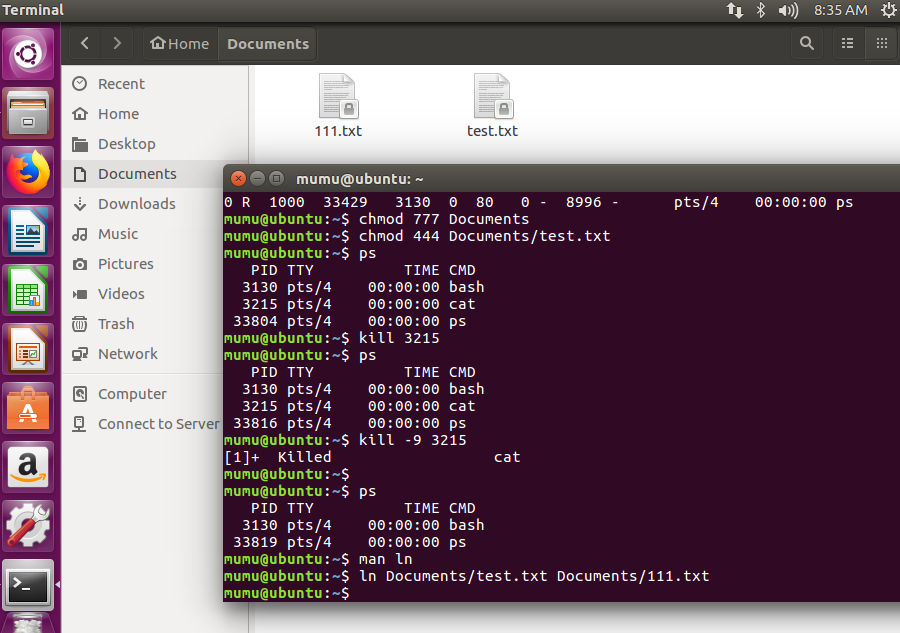 Terminal
8:35 AM
Home
Documents
Recent
Home
Desktop
Documents
Downloads
Music
Pictures
Videos
Trash
Network
Computer
Connect to Server
111.txt
test.txt
mumu@ubuntu: ~
0 R  1000  33429   3130  0  80   0 -  8996 -      pts/4    00:00:00 ps
mumu@ubuntu:~$ chmod 777 Documents
mumu@ubuntu:~$ chmod 444 Documents/test.txt
mumu@ubuntu:~$ ps
   PID TTY          TIME CMD
  3130 pts/4    00:00:00 bash
  3215 pts/4    00:00:00 cat
 33804 pts/4    00:00:00 ps
mumu@ubuntu:~$ kill 3215
mumu@ubuntu:~$ ps
   PID TTY          TIME CMD
  3130 pts/4    00:00:00 bash
  3215 pts/4    00:00:00 cat
 33816 pts/4    00:00:00 ps
mumu@ubuntu:~$ kill -9 3215
[1]+  Killed                  cat
mumu@ubuntu:~$
mumu@ubuntu:~$ ps
   PID TTY          TIME CMD
  3130 pts/4    00:00:00 bash
 33819 pts/4    00:00:00 ps
mumu@ubuntu:~$ man ln
mumu@ubuntu:~$ ln Documents/test.txt Documents/111.txt
mumu@ubuntu:~$